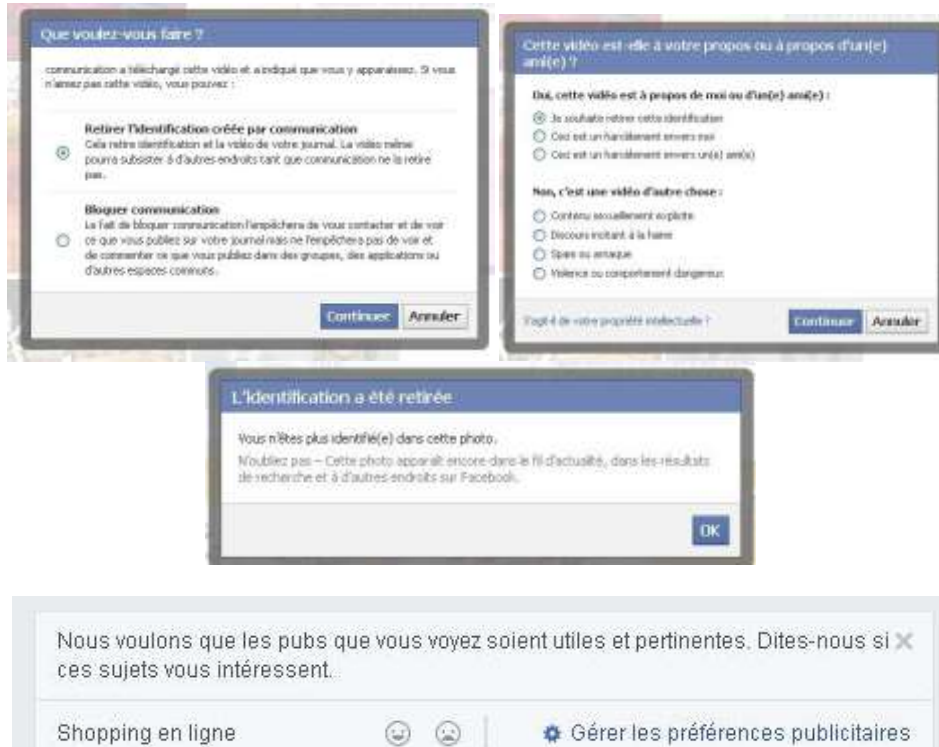 Que voulez-vous faire ?
communication a téléchargé cette vidéo et a indiqué que vous y apparaissez. Si vous
n'aimez pas cette vidéo, vous pouvez :
Retirer l'identification créée par communication
Cela retire identification et la vidéo de votre journal. La vidéo même
pourra subsister à d'autres endroits tant que communication ne la retire
pas.
Bloquer communication
Le fait de bloquer communication l'empêchera de vous contacter et de voir
ce que vous publiez sur votre journal mais ne l'empêchera pas de voir et
de commenter ce que vous publiez dans des groupes, des applications ou
d'autres espaces communs.
Continuer Annuler
Cette vidéo est-elle à votre propos ou à propos d'un(e)
ami(e) ?
Oui, cette vidéo est à propos de moi ou d'un(e) ami(e) :
Je souhaite retirer cette identification
Ceci est un harcèlement envers moi
Ceci est un harcèlement envers un(e) ami(e)
Non, c'est une vidéo d'autre chose :
Contenu sexuellement explicite
Discours incitant à la haine
Spam ou arnaque
Violence ou comportement dangereux
S'agit-il de votre propriété intellectuelle ?
Continuer Annuler
L'identification a été retirée
Vous n'êtes plus identifié(e) dans cette photo.
N'oubliez pas – Cette photo apparaît encore dans le fil d'actualité, dans les résultats
de recherche et à d'autres endroits sur Facebook.
OK
Nous voulons que les pubs que vous voyez soient utiles et pertinentes. Dites-nous si
ces sujets vous intéressent.
Shopping en ligne Gérer les préférences publicitaires